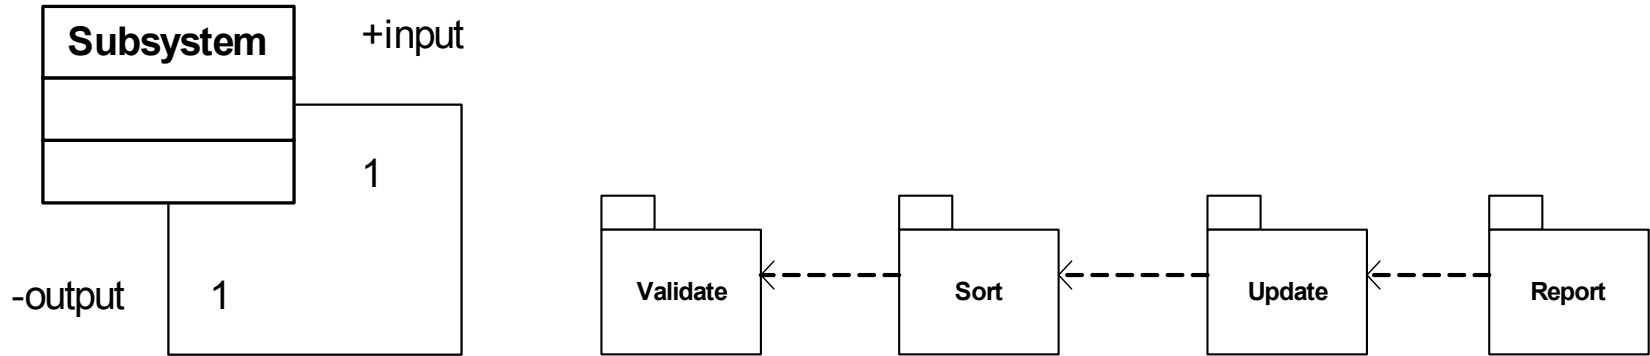 Subsystem
+input
1
-output
1
Validate
Sort
Update
Report